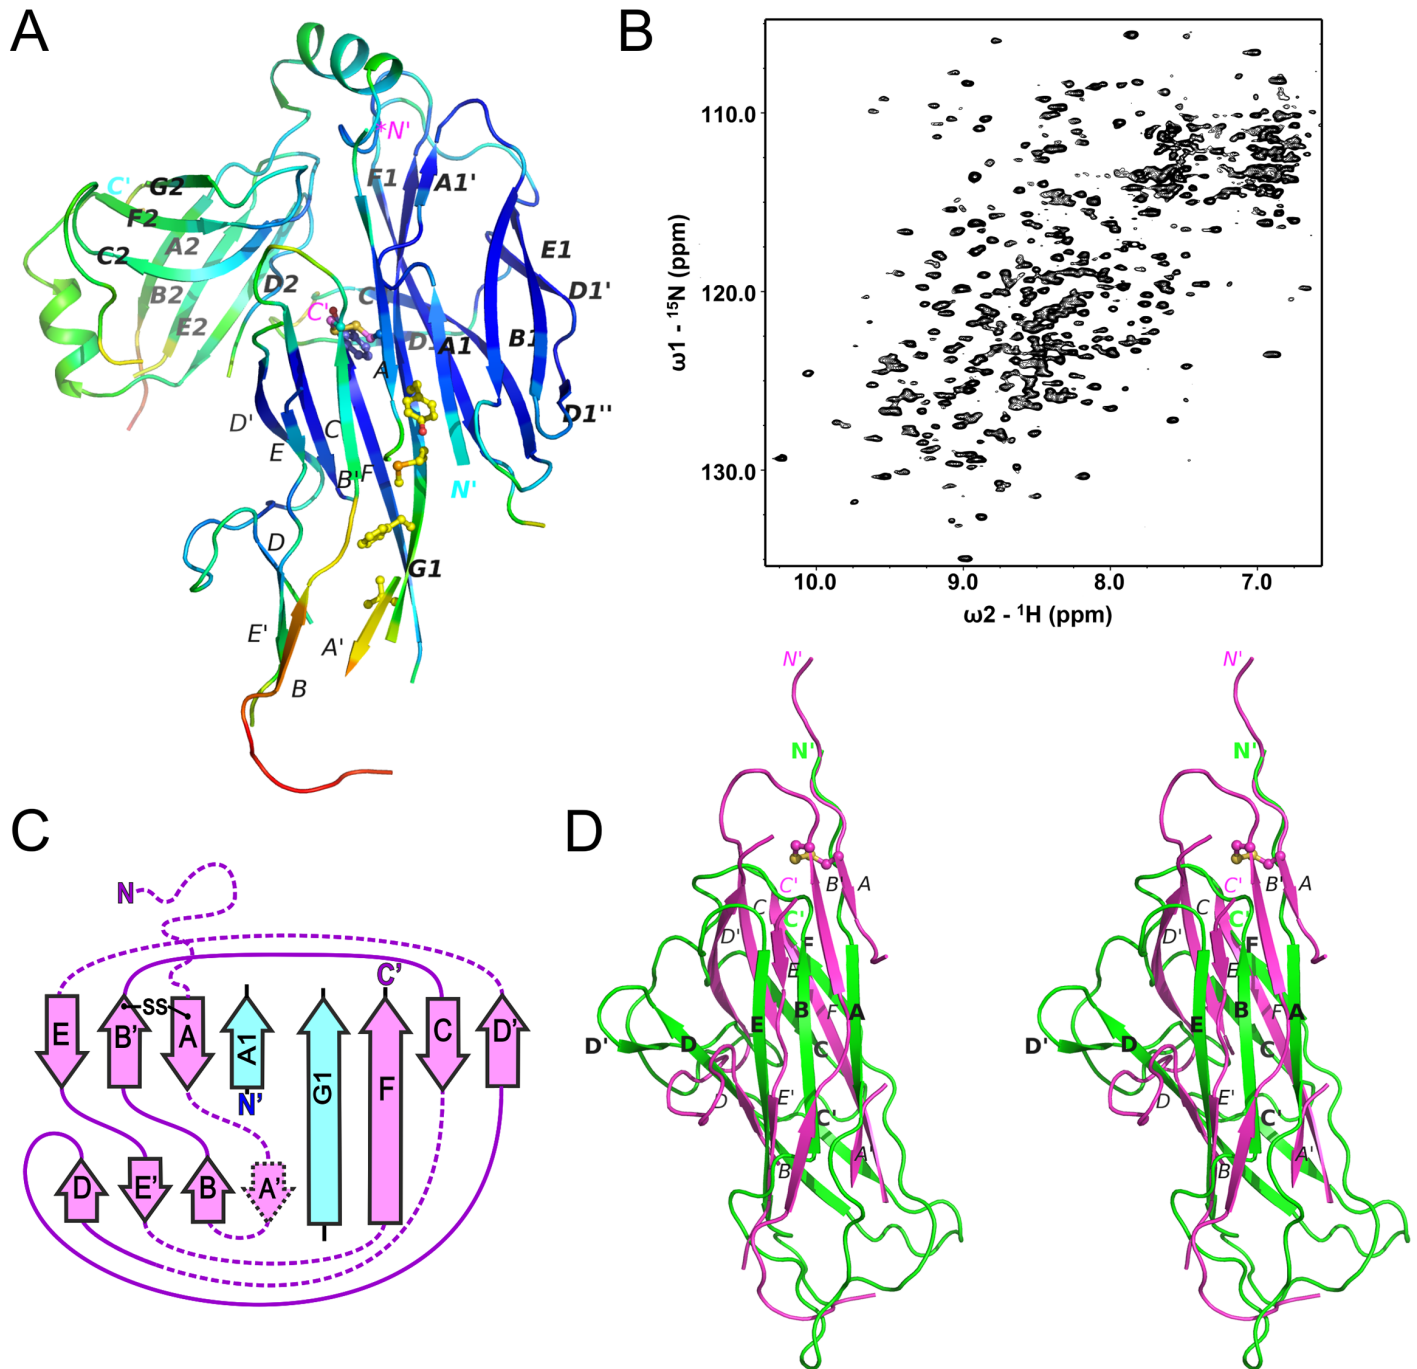 A
*N'
F1
A1'
C'
G2
F2
A2
C2
E1
D2
D1'
B2
C'
C
E2
D1
A1
B1
A
D1''
D'
C
E
B'
F
N'
D
G1
E'
A'
B
B
110.0
120.0
130.0
ω1 - ¹⁵N (ppm)
10.0 9.0 8.0 7.0
ω2 - ¹H (ppm)
C
N
C'
SS
E
B'
A
A1
G1
F
C
D'
N'
D
E'
B
A'
D
N'
N'
C'
B'
A
C
C'
D'
F
E
E
B
F
A
D'
D
C
D
E'
C'
B
A'
N'
N'
C'
B'
A
C
C'
D'
F
E
E
B
F
A
D'
D
C
D
E'
C'
B
A'